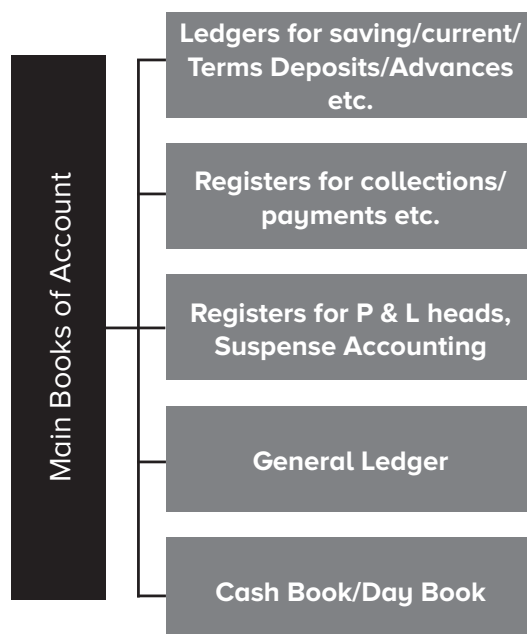 Main Books of Account
Ledgers for saving/current/
Terms Deposits/Advances
etc.
Registers for collections/
payments etc.
Registers for P & L heads,
Suspense Accounting
General Ledger
Cash Book/Day Book